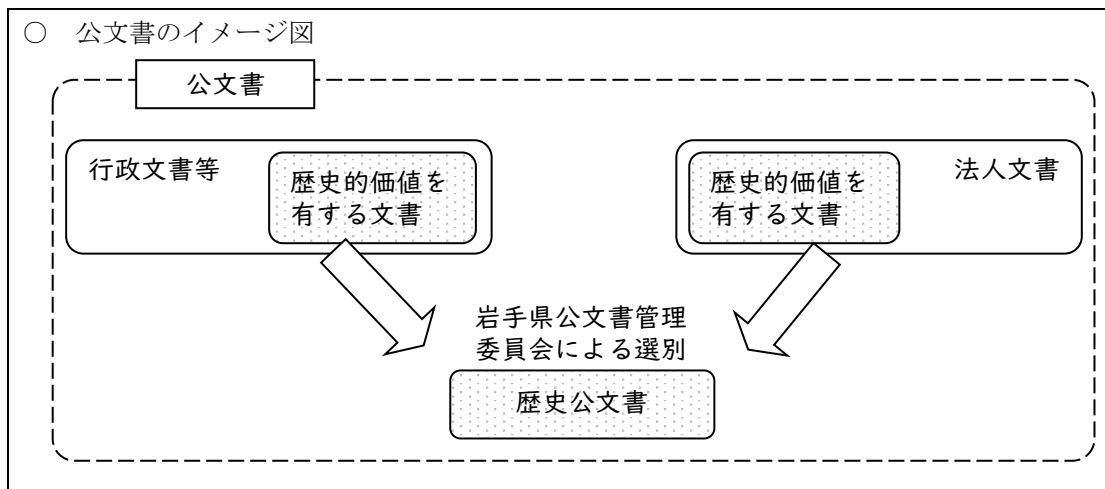 ○ 公文書のイメージ図
公文書
行政文書等
歴史的価値を
有する文書
歴史的価値を
有する文書
法人文書
岩手県公文書管理
委員会による選別
歴史公文書